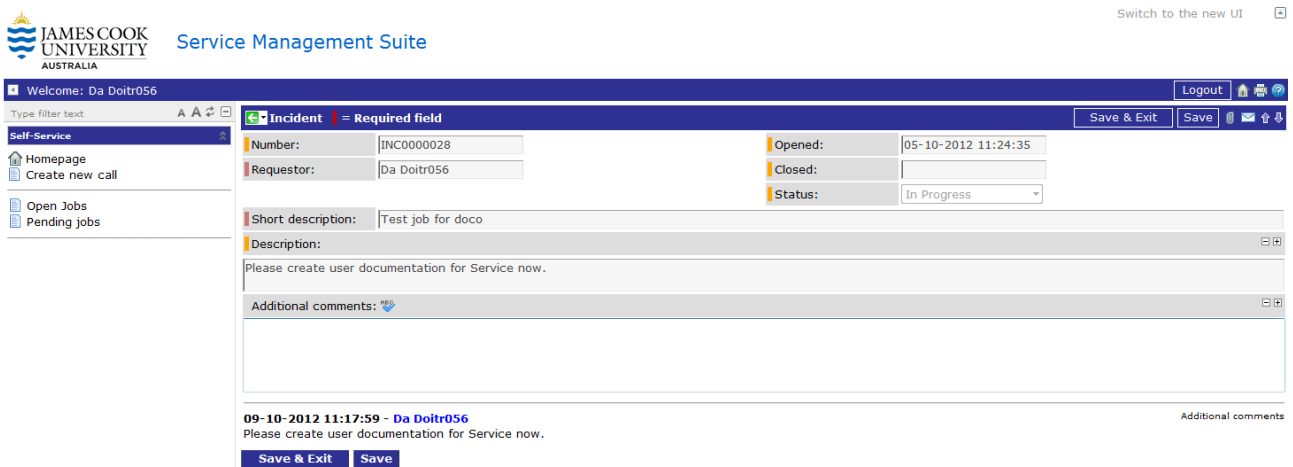 Switch to the new UI
JAMES COOK
UNIVERSITY
AUSTRALIA
Service Management Suite
Welcome: Da Doitr056
Logout
Type filter text
A A
Incident = Required field
Save & Exit
Save
Self-Service
Homepage
Create new call
Open Jobs
Pending jobs
Number: INC0000028
Opened: 05-10-2012 11:24:35
Requestor: Da Doitr056
Closed:
Status: In Progress
Short description: Test job for doco
Description:
Please create user documentation for Service now.
Additional comments: ABC
09-10-2012 11:17:59 - Da Doitr056
Additional comments
Please create user documentation for Service now.
Save & Exit
Save